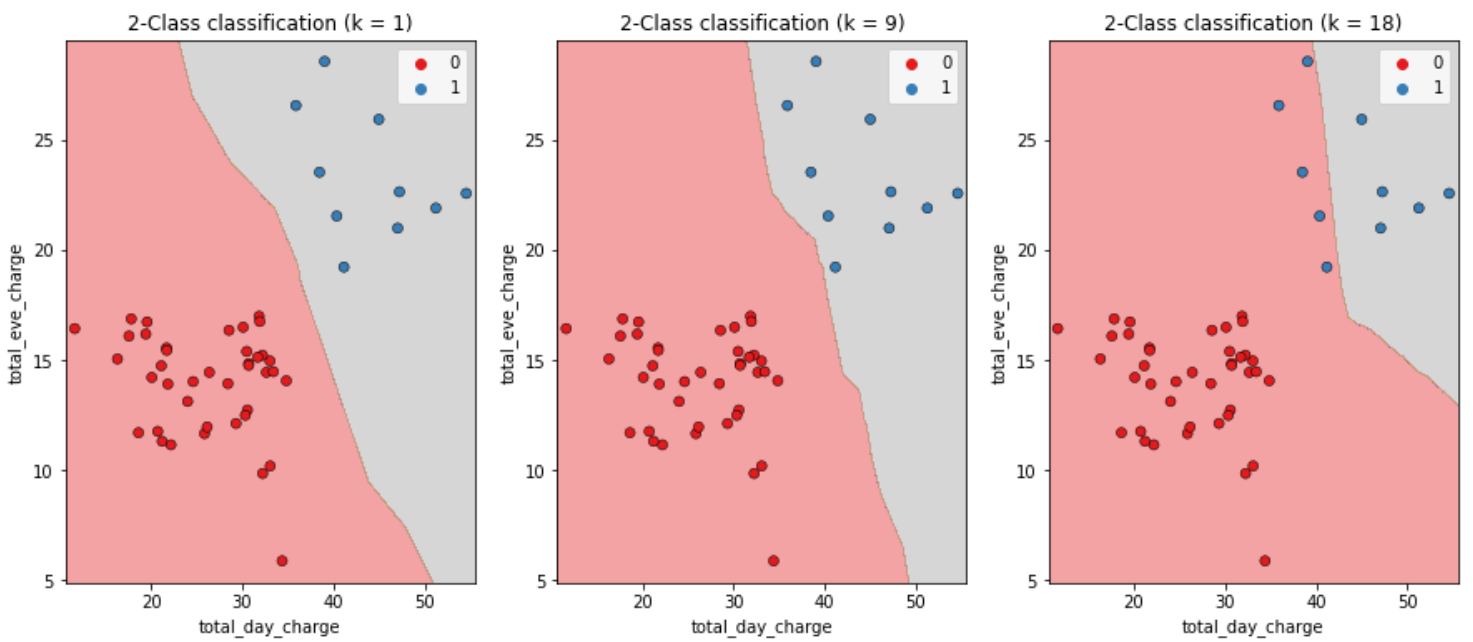 2-Class classification (k = 1)
0
1
25
20
15
10
5
20 30 40 50
total_day_charge
total_eve_charge
2-Class classification (k = 9)
0
1
25
20
15
10
5
20 30 40 50
total_day_charge
total_eve_charge
2-Class classification (k = 18)
0
1
25
20
15
10
5
20 30 40 50
total_day_charge
total_eve_charge